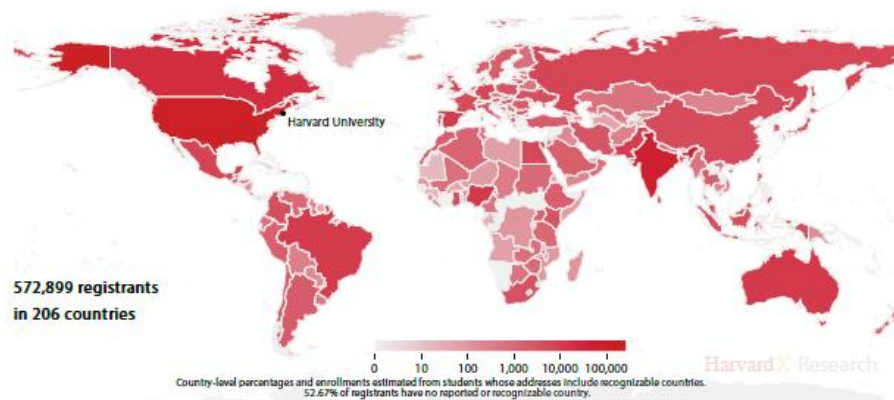 Harvard University
572,899 registrants
in 206 countries
0 10 100 1,000 10,000 100,000
HarvardX Research
Country-level percentages and enrollments estimated from students whose addresses include recognizable countries.
52.67% of registrants have no reported or recognizable country.